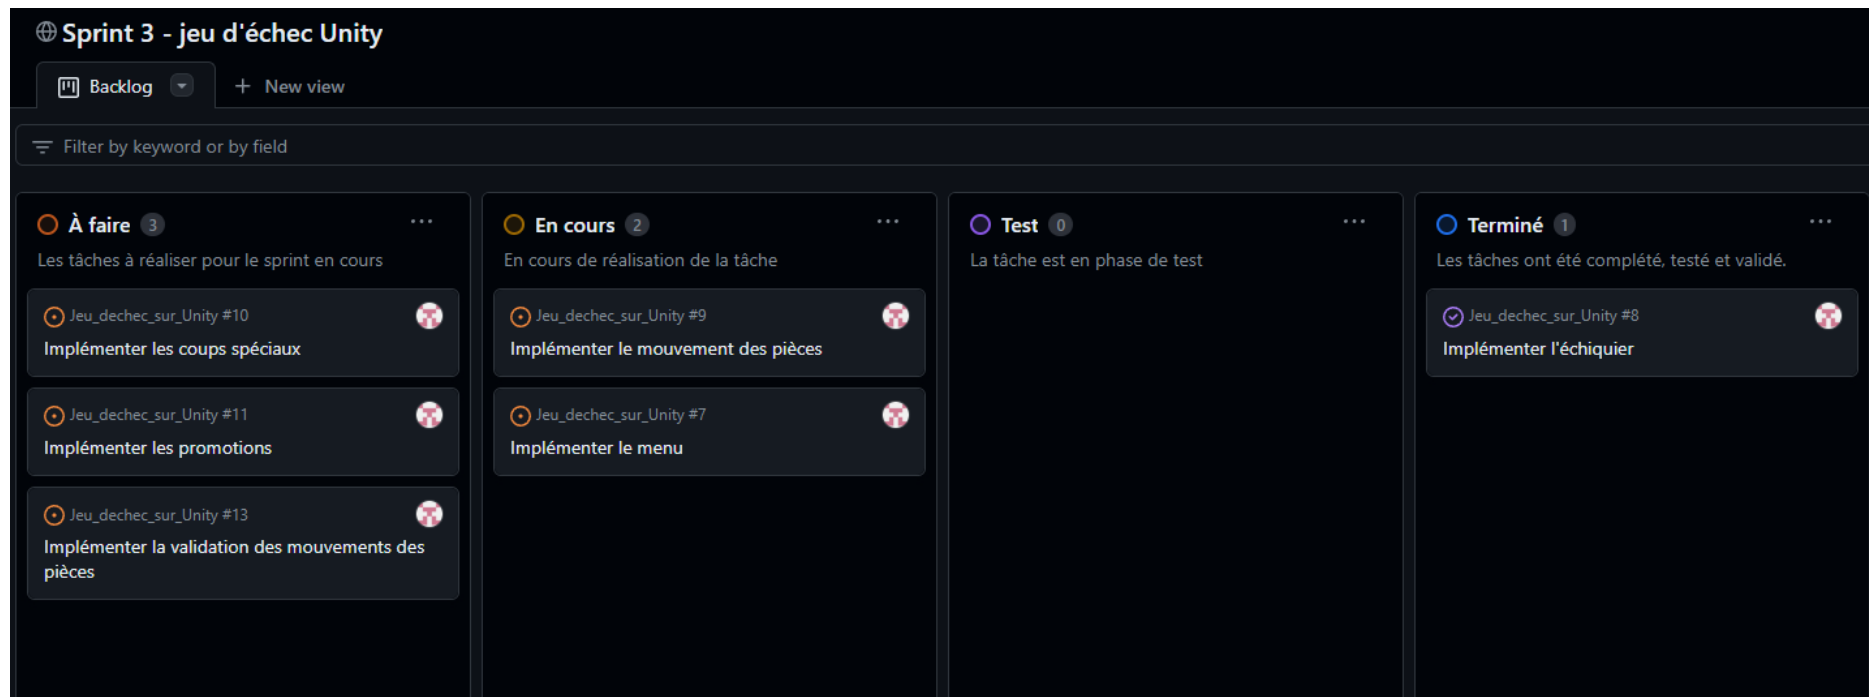 Sprint 3 - jeu d'échec Unity
Backlog
New view
Filter by keyword or by field
À faire 3
Les tâches à réaliser pour le sprint en cours
Jeu_dechec_sur_Unity #10
Implémenter les coups spéciaux
Jeu_dechec_sur_Unity #11
Implémenter les promotions
Jeu_dechec_sur_Unity #13
Implémenter la validation des mouvements des
pièces
En cours 2
En cours de réalisation de la tâche
Jeu_dechec_sur_Unity #9
Implémenter le mouvement des pièces
Jeu_dechec_sur_Unity #7
Implémenter le menu
Test 0
La tâche est en phase de test
Terminé 1
Les tâches ont été complété, testé et validé.
Jeu_dechec_sur_Unity #8
Implémenter l'échiquier